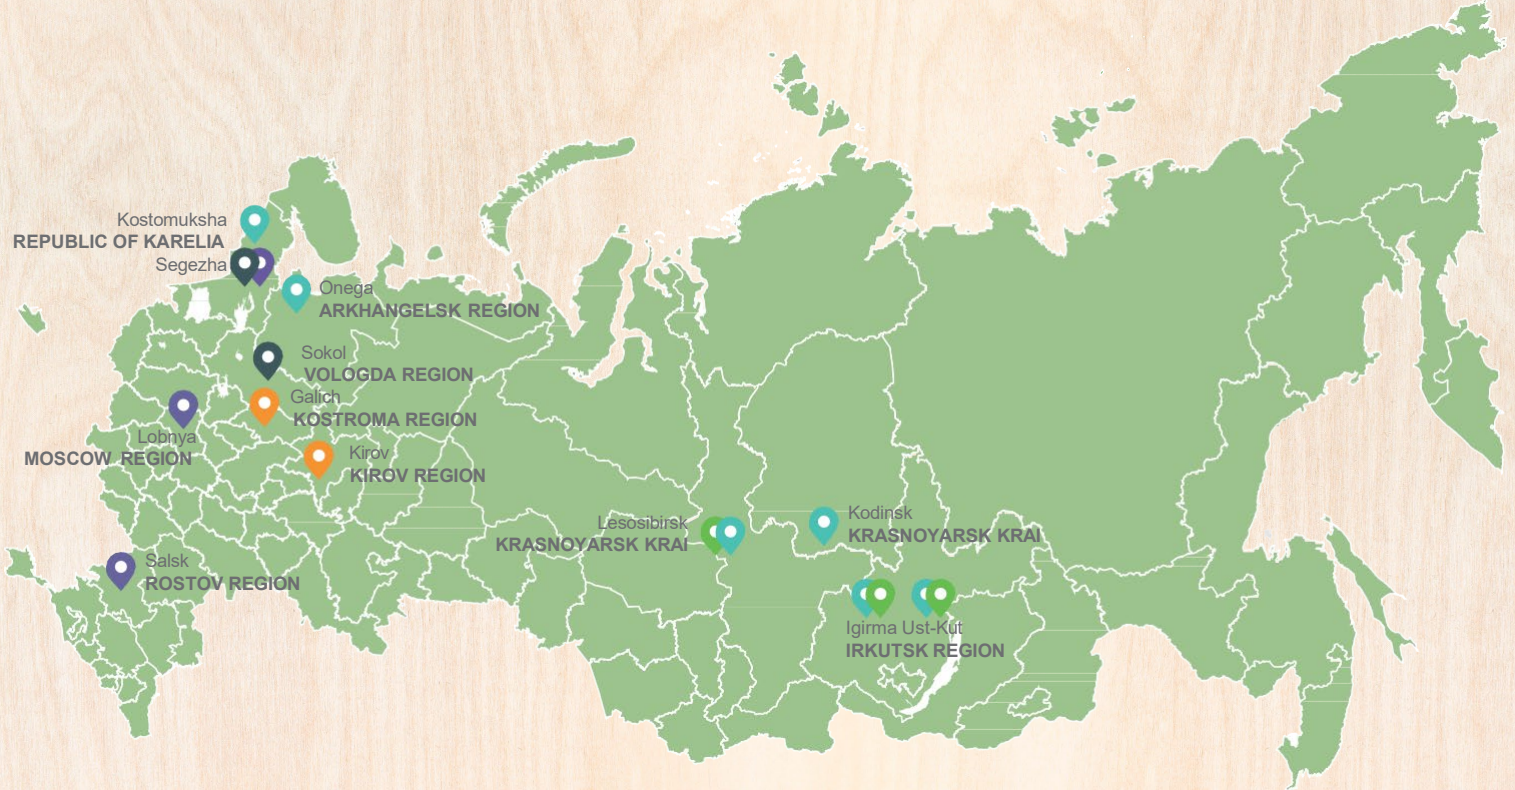 Kostomuksha
REPUBLIC OF KARELIA
Segezha
Onega
ARKHANGELSK REGION
Sokol
VOLOGDA REGION
Galich
KOSTROMA REGION
Lobnya
MOSCOW REGION
Kirov
KIROV REGION
Lesosibirsk
KRASNOYARSK KRAI
Kodinsk
KRASNOYARSK KRAI
Salsk
ROSTOV REGION
Igirma Ust-Kut
IRKUTSK REGION